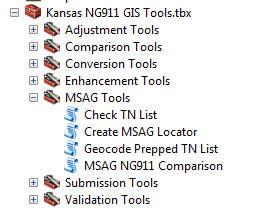 Kansas NG911 GIS Tools.tbx
Adjustment Tools
Comparison Tools
Conversion Tools
Enhancement Tools
MSAG Tools
Check TN List
Create MSAG Locator
Geocode Prepped TN List
MSAG NG911 Comparison
Submission Tools
Validation Tools